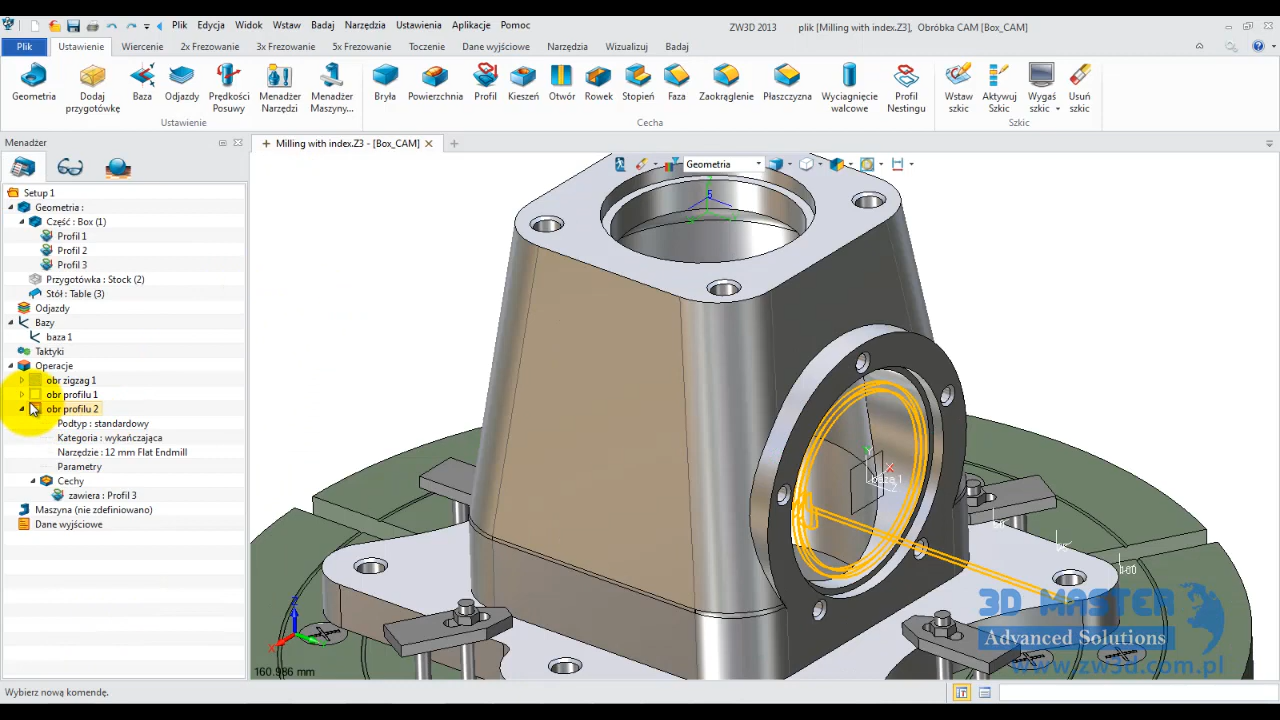 Plik Edycja Widok Wstaw Badaj Narzędzia Ustawienia Aplikacje Pomoc ZW3D 2013 plik [Milling with index.Z3], Obróbka CAM [Box_CAM]
Plik Ustawienie Wiercenie 2x Frezowanie 3x Frezowanie 5x Frezowanie Toczenie Dane wyjściowe Narzędzia Wizualizuj Badaj
Geometria Dodaj przygotówkę Baza Odjazdy Prędkości Posuwy Menadżer Narzędzi Menadżer Maszyny... Bryła Powierzchnia Profil Kieszeń Otwór Rowek Stopień Faza Zaokrąglenie Płaszczyzna Wyciągnięcie walcowe Profil Nestingu Wstaw szkic Aktywuj Szkic Wygaś szkic Usuń szkic
Ustawienie Cecha Szkic
Menadżer
Milling with index.Z3 - [Box_CAM]
Geometria
Setup 1
Geometria :
Część : Box (1)
Profil 1
Profil 2
Profil 3
Przygotówka : Stock (2)
Stół : Table (3)
Odjazdy
Bazy
baza 1
Taktyki
Operacje
obr zigzag 1
obr profilu 1
obr profilu 2
Podtyp : standardowy
Kategoria : wykańczająca
Narzędzie : 12 mm Flat Endmill
Parametry
Cechy
zawiera : Profil 3
Maszyna (nie zdefiniowano)
Dane wyjściowe
5
baza 1
100
Z
X
160.986 mm
3D MASTER
Advanced Solutions
www.zw3d.com.pl
Wybierz nową komendę.